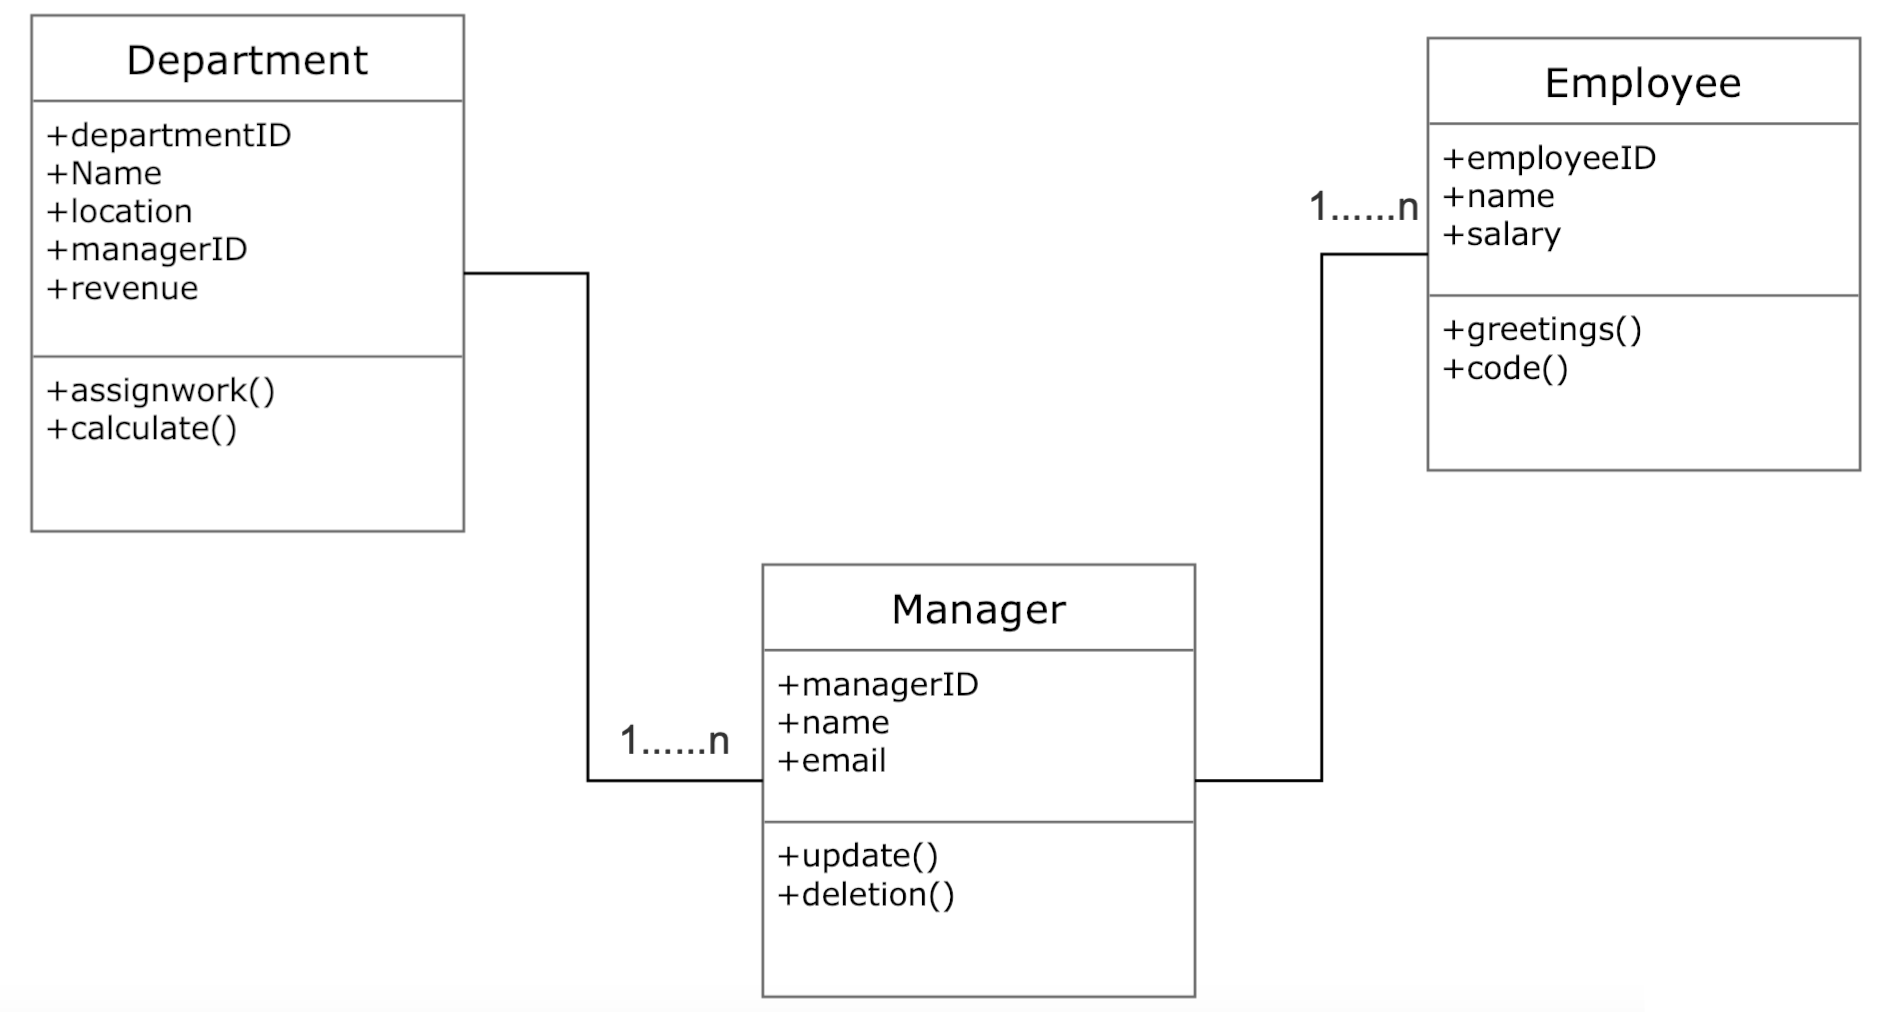 Department
+departmentID
+Name
+location
+managerID
+revenue
+assignwork()
+calculate()
1......n
Manager
+managerID
+name
+email
+update()
+deletion()
1......n
Employee
+employeeID
+name
+salary
+greetings()
+code()